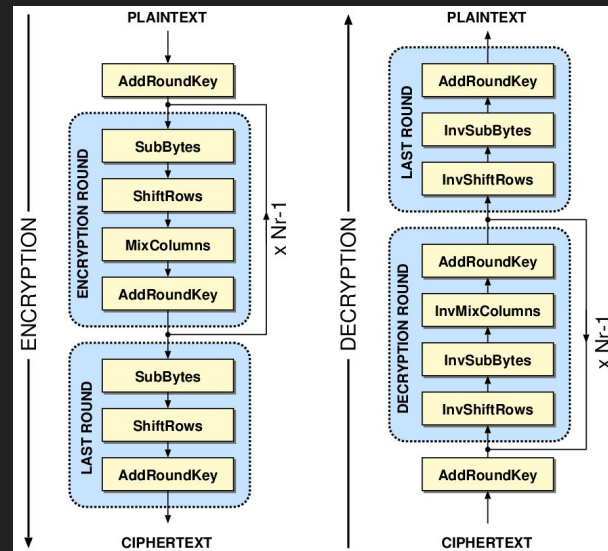 PLAINTEXT
AddRoundKey
SubBytes
ShiftRows
MixColumns
AddRoundKey
ENCRYPTION ROUND
x Nr-1
SubBytes
ShiftRows
AddRoundKey
LAST ROUND
CIPHERTEXT
ENCRYPTION
PLAINTEXT
AddRoundKey
InvSubBytes
InvShiftRows
LAST ROUND
AddRoundKey
InvMixColumns
InvSubBytes
InvShiftRows
DECRYPTION ROUND
x Nr-1
AddRoundKey
CIPHERTEXT
DECRYPTION